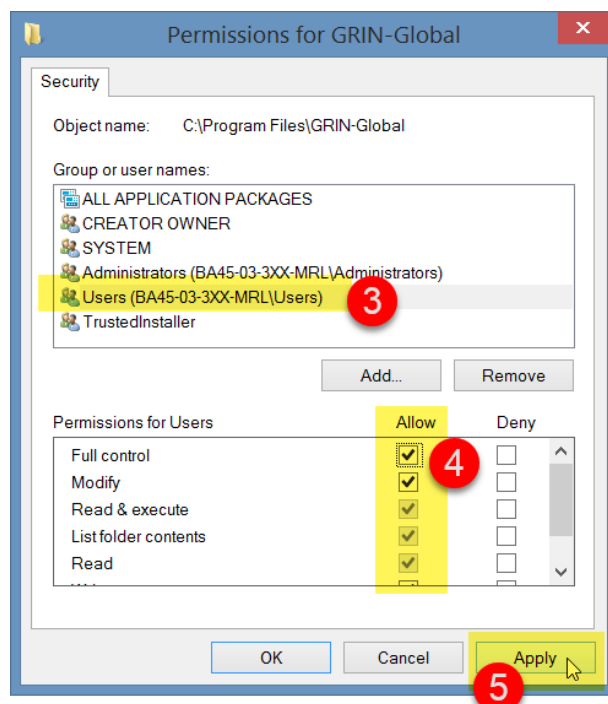 Permissions for GRIN-Global
Security
Object name: C:\Program Files\GRIN-Global
Group or user names:
ALL APPLICATION PACKAGES
CREATOR OWNER
SYSTEM
Administrators (BA45-03-3XX-MRL\Administrators)
Users (BA45-03-3XX-MRL\Users)
3
TrustedInstaller
Add... Remove
Permissions for Users Allow Deny
Full control
4
Modify
Read & execute
List folder contents
Read
OK Cancel Apply
5